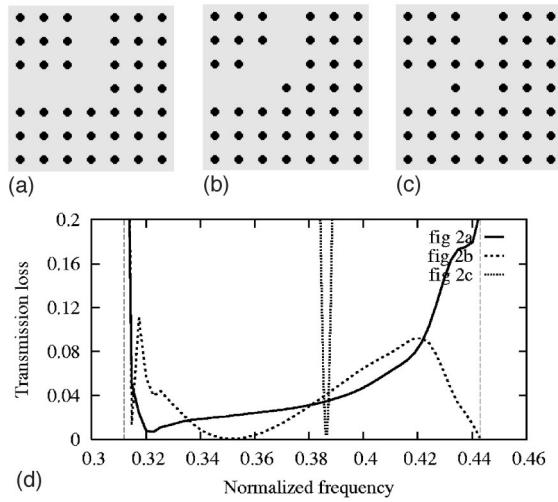 (a)
(b)
(c)
0.2
0.16
0.12
0.08
0.04
0
Transmission loss
fig 2a
fig 2b
fig 2c
0.3
0.32
0.34
0.36
0.38
0.4
0.42
0.44
0.46
(d)
Normalized frequency